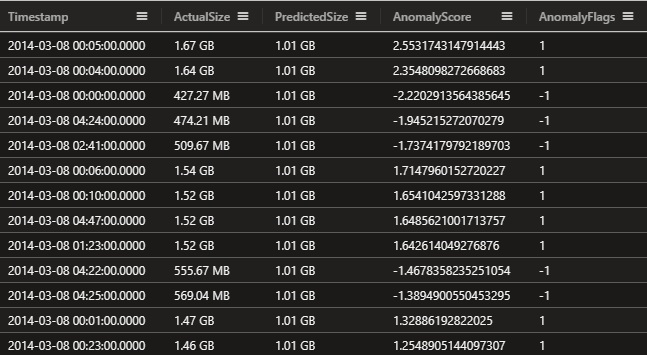 Timestamp ActualSize PredictedSize AnomalyScore AnomalyFlags
2014-03-08 00:05:00.0000 1.67 GB 1.01 GB 2.5531743147914443 1
2014-03-08 00:04:00.0000 1.64 GB 1.01 GB 2.3548098272668683 1
2014-03-08 00:00:00.0000 427.27 MB 1.01 GB -2.2202913564385645 -1
2014-03-08 04:24:00.0000 474.21 MB 1.01 GB -1.945215272070279 -1
2014-03-08 02:41:00.0000 509.67 MB 1.01 GB -1.7374179792189703 -1
2014-03-08 00:06:00.0000 1.54 GB 1.01 GB 1.7147960152720227 1
2014-03-08 00:10:00.0000 1.52 GB 1.01 GB 1.6541042597331288 1
2014-03-08 04:47:00.0000 1.52 GB 1.01 GB 1.6485621001713757 1
2014-03-08 01:23:00.0000 1.52 GB 1.01 GB 1.642614049276876 1
2014-03-08 04:22:00.0000 555.67 MB 1.01 GB -1.4678358235251054 -1
2014-03-08 04:25:00.0000 569.04 MB 1.01 GB -1.3894900550453295 -1
2014-03-08 00:01:00.0000 1.47 GB 1.01 GB 1.32886192822025 1
2014-03-08 00:23:00.0000 1.46 GB 1.01 GB 1.2548905144097307 1